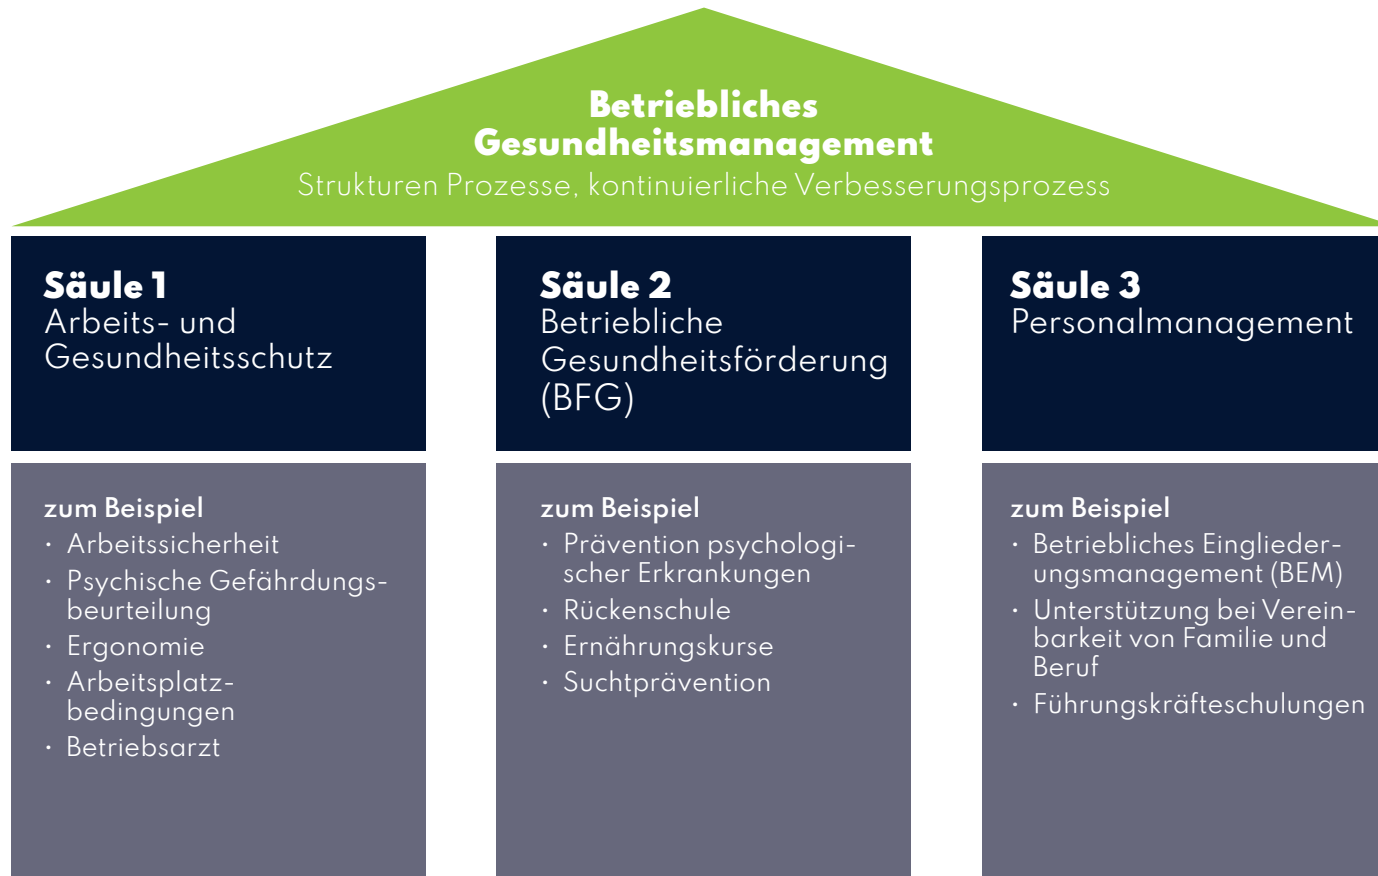 Betriebliches
Gesundheitsmanagement
Strukturen Prozesse, kontinuierliche Verbesserungsprozess
Säule 1
Arbeits- und
Gesundheitsschutz
zum Beispiel
· Arbeitssicherheit
· Psychische Gefährdungs-
beurteilung
· Ergonomie
· Arbeitsplatz-
bedingungen
· Betriebsarzt
Säule 2
Betriebliche
Gesundheitsförderung
(BFG)
zum Beispiel
· Prävention psychologi-
scher Erkrankungen
· Rückenschule
· Ernährungskurse
· Suchtprävention
Säule 3
Personalmanagement
zum Beispiel
· Betriebliches Eingliede­r-
ungsmanagement (BEM)
· Unterstützung bei Verein-
barkeit von Familie und
Beruf
· Führungskräfteschulungen